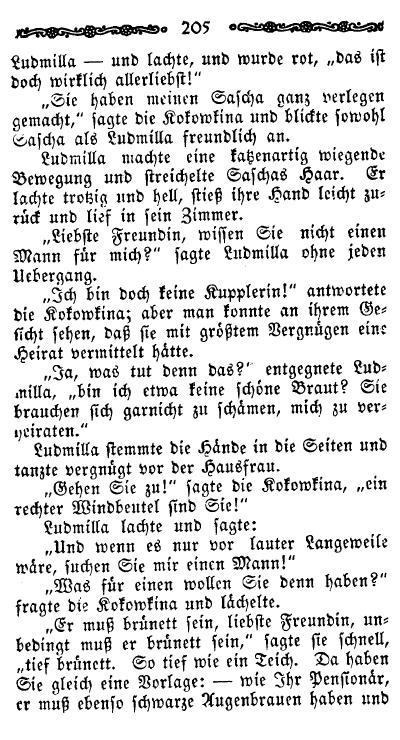 205
Ludmilla — und lachte, und wurde rot, „das ist
doch wirklich allerliebst!“
„Sie haben meinen Sascha ganz verlegen
gemacht,“ sagte die Kokowkina und blickte sowohl
Sascha als Ludmilla freundlich an.
Ludmilla machte eine katzenartig wiegende
Bewegung und streichelte Saschas Haar. Er
lachte trotzig und hell, stieß ihre Hand leicht zu-
rück und lief in sein Zimmer.
„Liebste Freundin, wissen Sie nicht einen
Mann für mich?“ sagte Ludmilla ohne jeden
Uebergang.
„Ich bin doch keine Kupplerin!“ antwortete
die Kokowkina; aber man konnte an ihrem Ge-
sicht sehen, daß sie mit größtem Vergnügen eine
Heirat vermittelt hätte.
„Ja, was tut denn das?“ entgegnete Lud-
milla, „bin ich etwa keine schöne Braut? Sie
brauchen sich garnicht zu schämen, mich zu ver-
heiraten.“
Ludmilla stemmte die Hände in die Seiten und
tanzte vergnügt vor der Hausfrau.
„Gehen Sie zu!“ sagte die Kokowkina, „ein
rechter Windbeutel sind Sie!“
Ludmilla lachte und sagte:
„Und wenn es nur vor lauter Langeweile
wäre, suchen Sie mir einen Mann!“
„Was für einen wollen Sie denn haben?“
fragte die Kokowkina und lächelte.
„Er muß brünett sein, liebste Freundin, un-
bedingt muß er brünett sein,“ sagte sie schnell,
„tief brünett. So tief wie ein Teich. Da haben
Sie gleich eine Vorlage: — wie Ihr Pensionär,
er muß ebenso schwarze Augenbrauen haben und